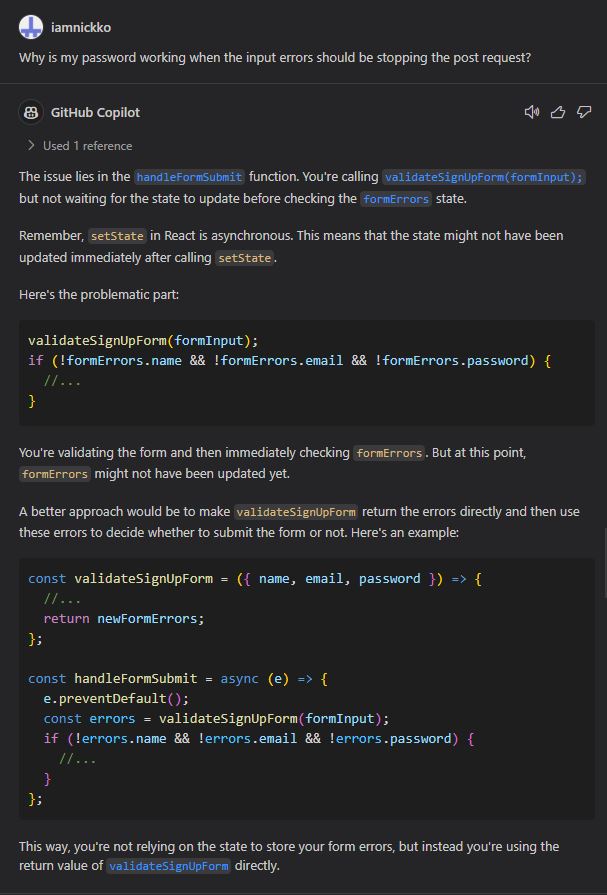 iamnickko
Why is my password working when the input errors should be stopping the post request?
GitHub Copilot
Used 1 reference
The issue lies in the handleFormSubmit function. You're calling validateSignUpForm(formInput);
but not waiting for the state to update before checking the formErrors state.
Remember, setState in React is asynchronous. This means that the state might not have been
updated immediately after calling setState.
Here's the problematic part:
validateSignUpForm(formInput);
if (!formErrors.name && !formErrors.email && !formErrors.password) {
  //...
}
You're validating the form and then immediately checking formErrors. But at this point,
formErrors might not have been updated yet.
A better approach would be to make validateSignUpForm return the errors directly and then use
these errors to decide whether to submit the form or not. Here's an example:
const validateSignUpForm = ({ name, email, password }) => {
  //...
  return newFormErrors;
};
const handleFormSubmit = async (e) => {
  e.preventDefault();
  const errors = validateSignUpForm(formInput);
  if (!errors.name && !errors.email && !errors.password) {
    //...
  }
};
This way, you're not relying on the state to store your form errors, but instead you're using the
return value of validateSignUpForm directly.